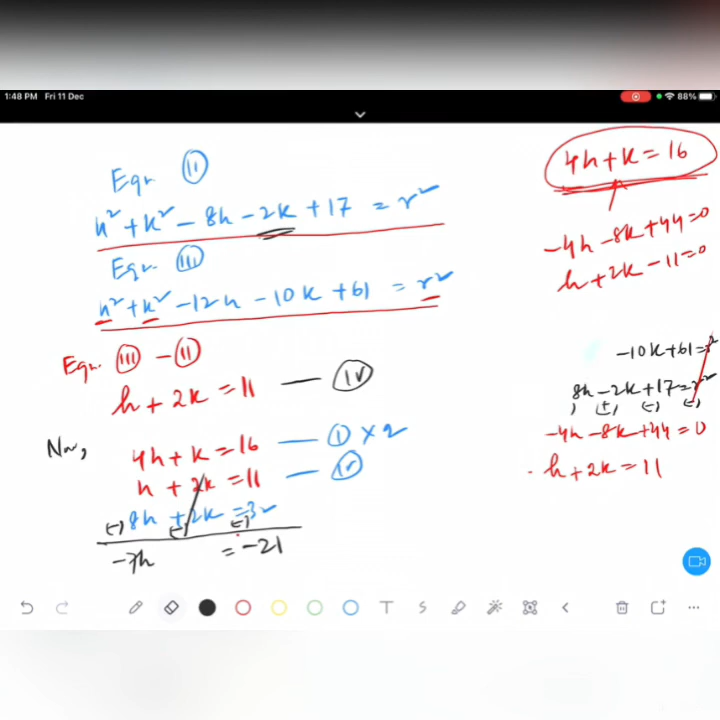 1:48 PM Fri 11 Dec
88%
Eqn. (ii)
h² + k² – 8h – 2k + 17 = r²
Eqn. (iii)
h² + k² – 12h – 10k + 61 = r²
Eqn. (iii) – (ii)
h + 2k = 11 — (iv)
Now,
4h + k = 16 — (i) × 2
h + 2k = 11 — (iv)
8h + 2k = 32
(–) (–) (–)
–7h = –21
4h + k = 16
–4h – 8k + 44 = 0
h + 2k – 11 = 0
–10k + 61 = r²
8h – 2k + 17 = r²
) (+) (–) (–)
–4h – 8k + 44 = 0
h + 2k = 11
T